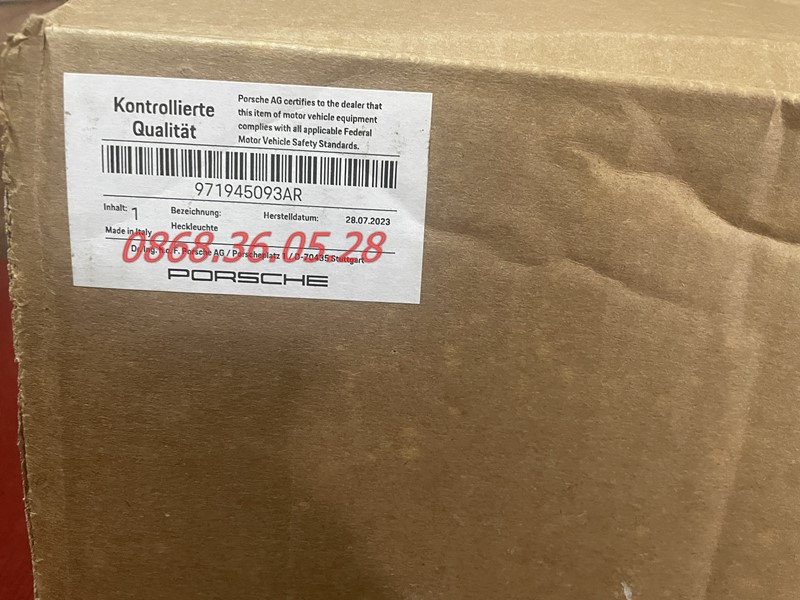 Kontrollierte
Qualität
Porsche AG certifies to the dealer that
this item of motor vehicle equipment
complies with all applicable Federal
Motor Vehicle Safety Standards.
971945093AR
Inhalt: 1 Bezeichnung: Herstelldatum: 28.07.2023
Heckleuchte
Made in Italy
0868.36.05.28
Dr. Ing. h.c. F. Porsche AG / Porscheplatz 1 / D-70435 Stuttgart
PORSCHE